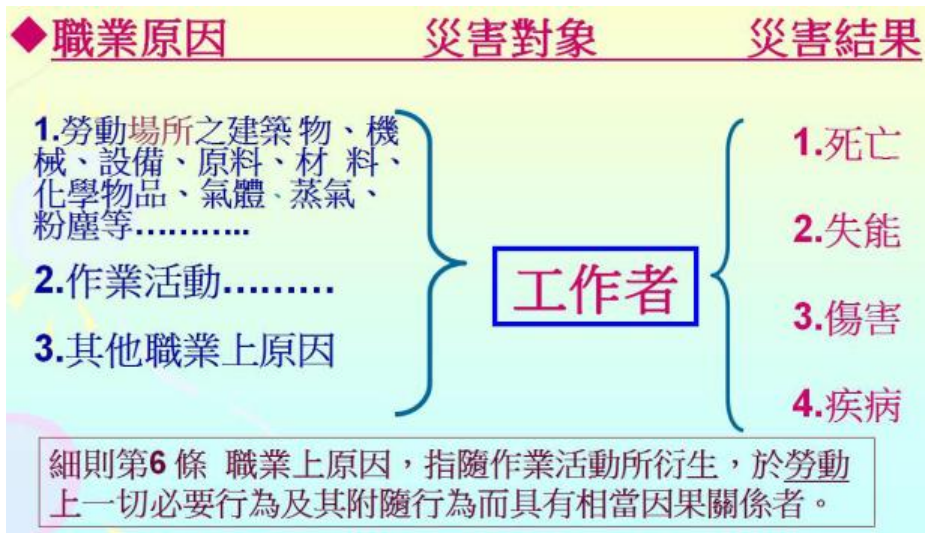 ◆職業原因 災害對象 災害結果
1.勞動場所之建築物、機
械、設備、原料、材 料、
化學物品、氣體、蒸氣、
粉塵等………...
2.作業活動………
3.其他職業上原因
工作者
1.死亡
2.失能
3.傷害
4.疾病
細則第6 條 職業上原因，指隨作業活動所衍生，於勞動
上一切必要行為及其附隨行為而具有相當因果關係者。